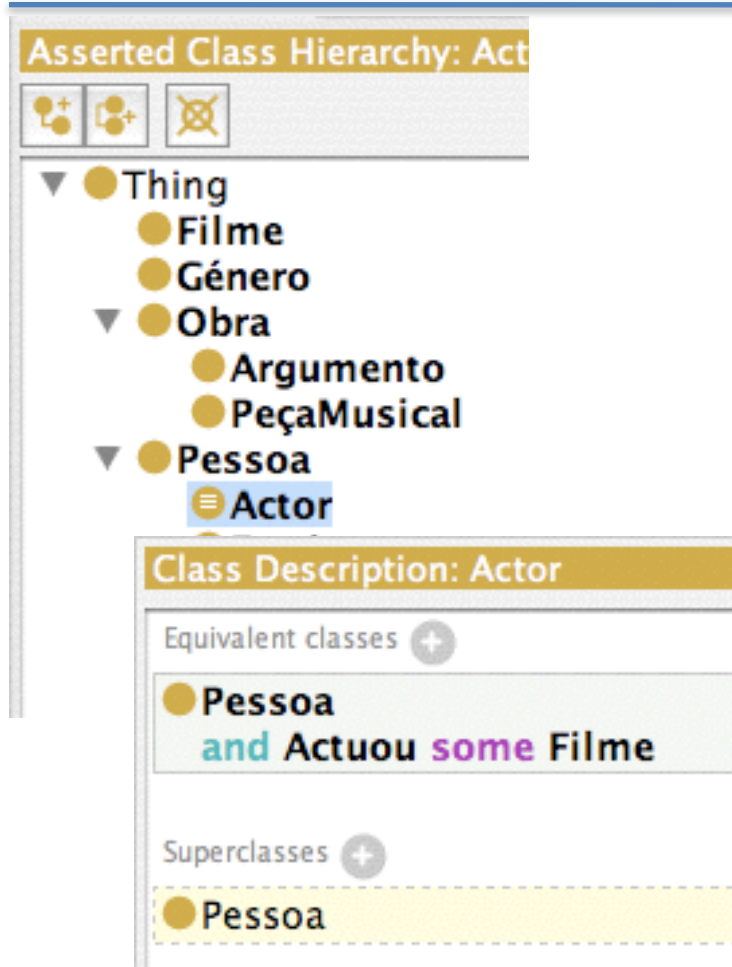 Asserted Class Hierarchy: Act
Thing
Filme
Género
Obra
Argumento
PeçaMusical
Pessoa
Actor
Class Description: Actor
Equivalent classes
Pessoa
and Actuou some Filme
Superclasses
Pessoa